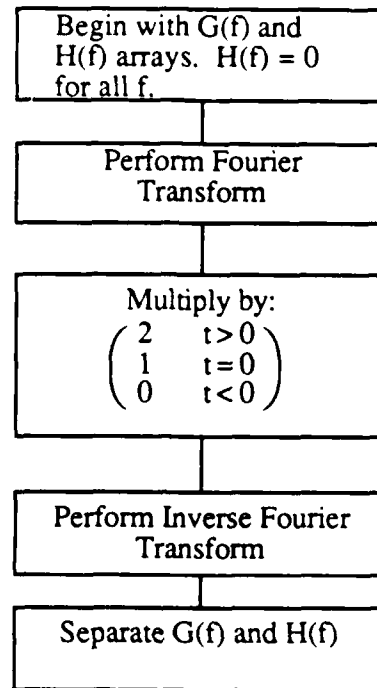 Begin with G(f) and
H(f) arrays. H(f) = 0
for all f.
Perform Fourier
Transform
Multiply by:
2 t > 0
1 t = 0
0 t < 0
Perform Inverse Fourier
Transform
Separate G(f) and H(f)